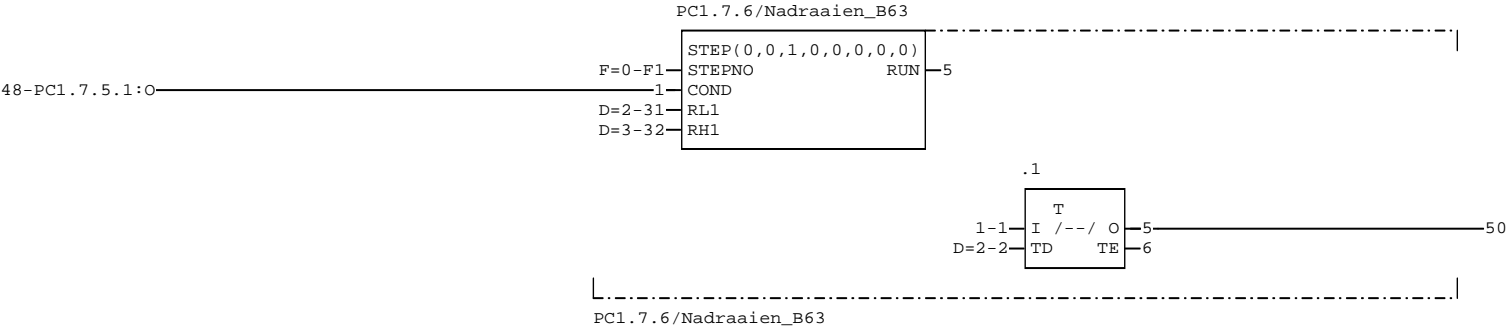 PC1.7.6/Nadraaien_B63
STEP(0,0,1,0,0,0,0,0)
F=0-F1 STEPNO RUN 5
48-PC1.7.5.1:O 1 COND
D=2-31 RL1
D=3-32 RH1
.1
T
1-1 I /--/ O 5 50
D=2-2 TD TE 6
PC1.7.6/Nadraaien_B63